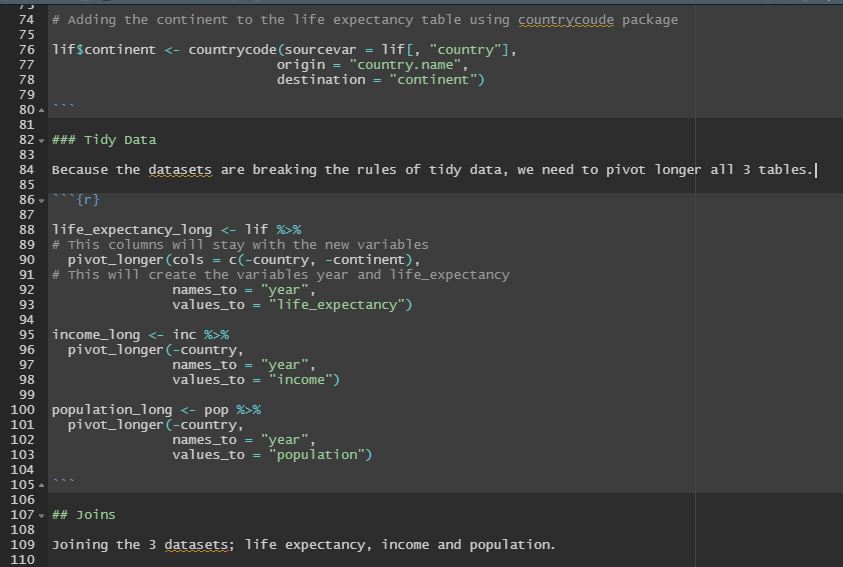 74 # Adding the continent to the life expectancy table using countrycoude package
75
76 lif$continent <- countrycode(sourcevar = lif[, "country"],
77 origin = "country.name",
78 destination = "continent")
79
80 ```
81
82 ### Tidy Data
83
84 Because the datasets are breaking the rules of tidy data, we need to pivot longer all 3 tables.
85
86 ```{r}
87
88 life_expectancy_long <- lif %>%
89 # This columns will stay with the new variables
90 pivot_longer(cols = c(-country, -continent),
91 # This will create the variables year and life_expectancy
92 names_to = "year",
93 values_to = "life_expectancy")
94
95 income_long <- inc %>%
96 pivot_longer(-country,
97 names_to = "year",
98 values_to = "income")
99
100 population_long <- pop %>%
101 pivot_longer(-country,
102 names_to = "year",
103 values_to = "population")
104
105 ```
106
107 ## Joins
108
109 Joining the 3 datasets; life expectancy, income and population.
110